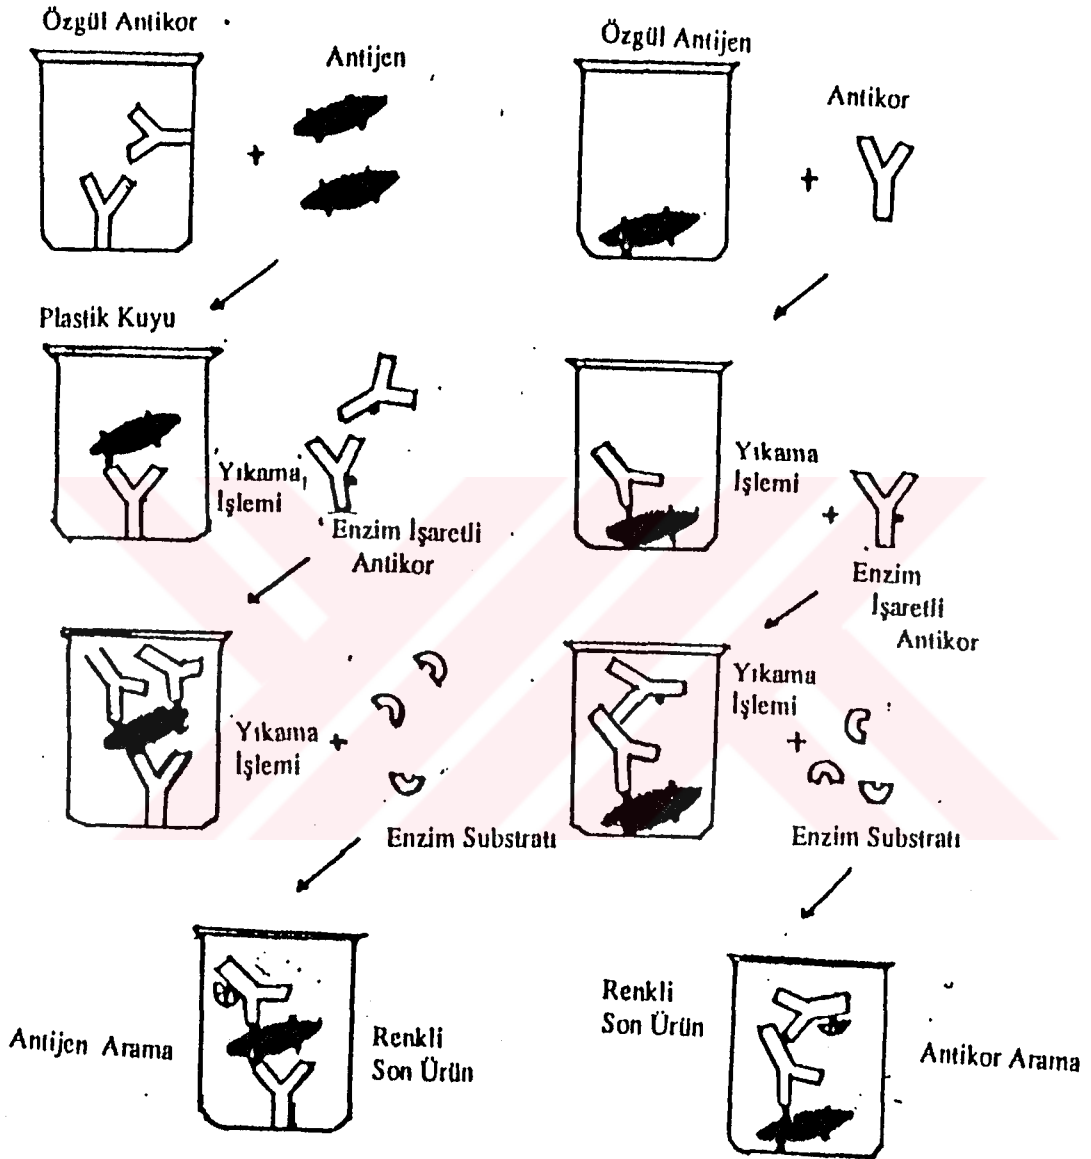 Özgül Antikor
Antijen
Plastik Kuyu
Yıkama
İşlemi
Enzim İşaretli
Antikor
Yıkama
İşlemi
+
Enzim Substratı
Antijen Arama
Renkli
Son Ürün
Özgül Antijen
Antikor
+
Yıkama
İşlemi
+
Enzim
İşaretli
Antikor
Yıkama
İşlemi
+
Enzim Substratı
Renkli
Son Ürün
Antikor Arama